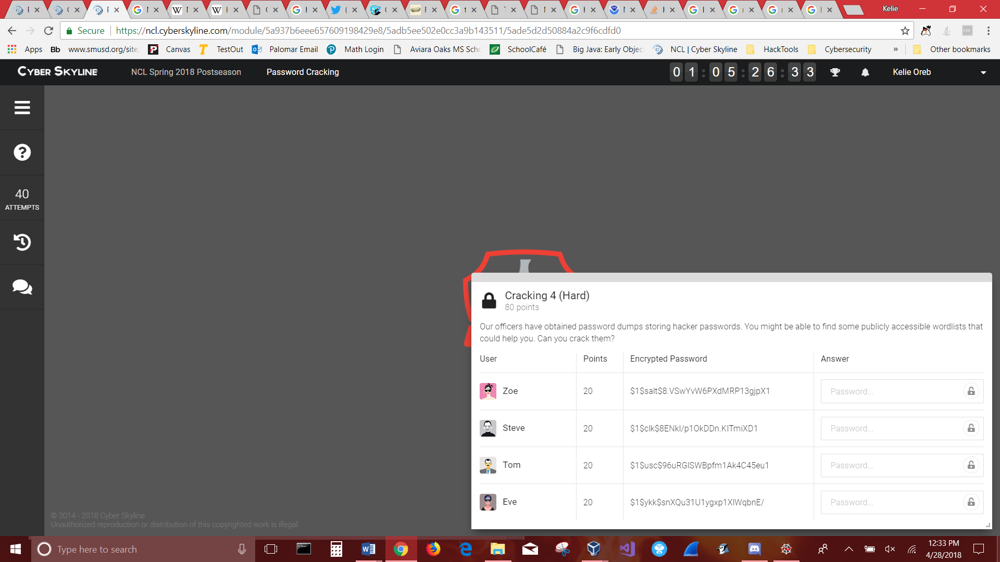 Kelie
Secure https://ncl.cyberskyline.com/module/5a937b6eee657609198429e8/5adb5ee502e0cc3a9b143511/5ade5d2d50884a2c9f6cdfd0
Apps Bb www.smusd.org/site Canvas TestOut Palomar Email Math Login Aviara Oaks MS Scho SchoolCafé Big Java: Early Objec NCL | Cyber Skyline HackTools Cybersecurity » Other bookmarks
CYBER SKYLINE NCL Spring 2018 Postseason Password Cracking 01:05:26:33 Kelie Oreb
40
ATTEMPTS
Cracking 4 (Hard)
80 points
Our officers have obtained password dumps storing hacker passwords. You might be able to find some publicly accessible wordlists that
could help you. Can you crack them?
User Points Encrypted Password Answer
Zoe 20 $1$salt$8.VSwYvW6PXdMRP13gjpX1 Password...
Steve 20 $1$clk$8ENkl/p1OkDDn.KITmiXD1 Password...
Tom 20 $1$usc$96uRGlSWBpfm1Ak4C45eu1 Password...
Eve 20 $1$ykk$snXQu31U1ygxp1XlWqbnE/ Password...
© 2014 - 2018 Cyber Skyline
Unauthorized reproduction or distribution of this copyrighted work is illegal.
Type here to search
12:33 PM
4/28/2018